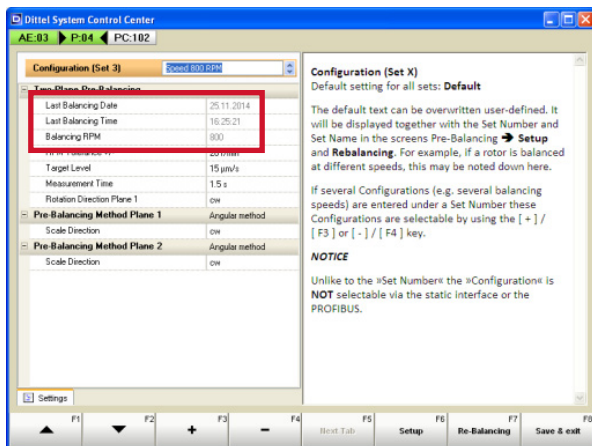 Dittel System Control Center
AE:03 P:04 PC:102
Configuration (Set 3) Speed 800 RPM
Two-Plane Pre-Balancing
Last Balancing Date 25.11.2014
Last Balancing Time 16:25:21
Balancing RPM 800
Target Level 15 µm/s
Measurement Time 1.5 s
Rotation Direction Plane 1 cw
Pre-Balancing Method Plane 1 Angular method
Scale Direction cw
Pre-Balancing Method Plane 2 Angular method
Scale Direction cw
Settings
Configuration (Set X)
Default setting for all sets: Default
The default text can be overwritten user-defined. It
will be displayed together with the Set Number and
Set Name in the screens Pre-Balancing ➔ Setup
and Rebalancing. For example, if a rotor is balanced
at different speeds, this may be noted down here.
If several Configurations (e.g. several balancing
speeds) are entered under a Set Number these
Configurations are selectable by using the [ + ] /
[ F3 ] or [ - ] / [ F4 ] key.
NOTICE
Unlike to the »Set Number« the »Configuration« is
NOT selectable via the static interface or the
PROFIBUS.
F1 F2 F3 F4 F5 F6 F7 F8
+ - Next Tab Setup Re-Balancing Save & exit